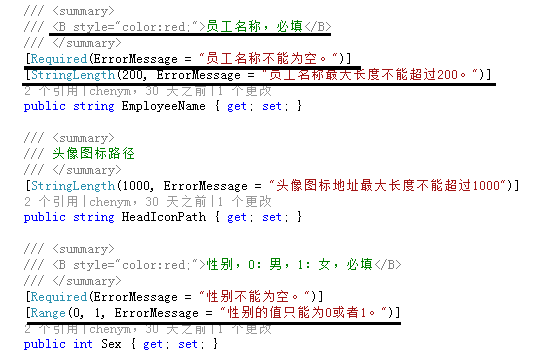 /// <summary>
/// <B style="color:red;">员工名称，必填</B>
/// </summary>
[Required(ErrorMessage = "员工名称不能为空。")]
[StringLength(200, ErrorMessage = "员工名称最大长度不能超过200。")]
2 个引用|chenym，30 天之前|1 个更改
public string EmployeeName { get; set; }
/// <summary>
/// 头像图标路径
/// </summary>
[StringLength(1000, ErrorMessage = "头像图标地址最大长度不能超过1000")]
2 个引用|chenym，30 天之前|1 个更改
public string HeadIconPath { get; set; }
/// <summary>
/// <B style="color:red;">性别，0：男，1：女，必填</B>
/// </summary>
[Required(ErrorMessage = "性别不能为空。")]
[Range(0, 1, ErrorMessage = "性别的值只能为0或者1。")]
2 个引用|chenym，30 天之前|1 个更改
public int Sex { get; set; }